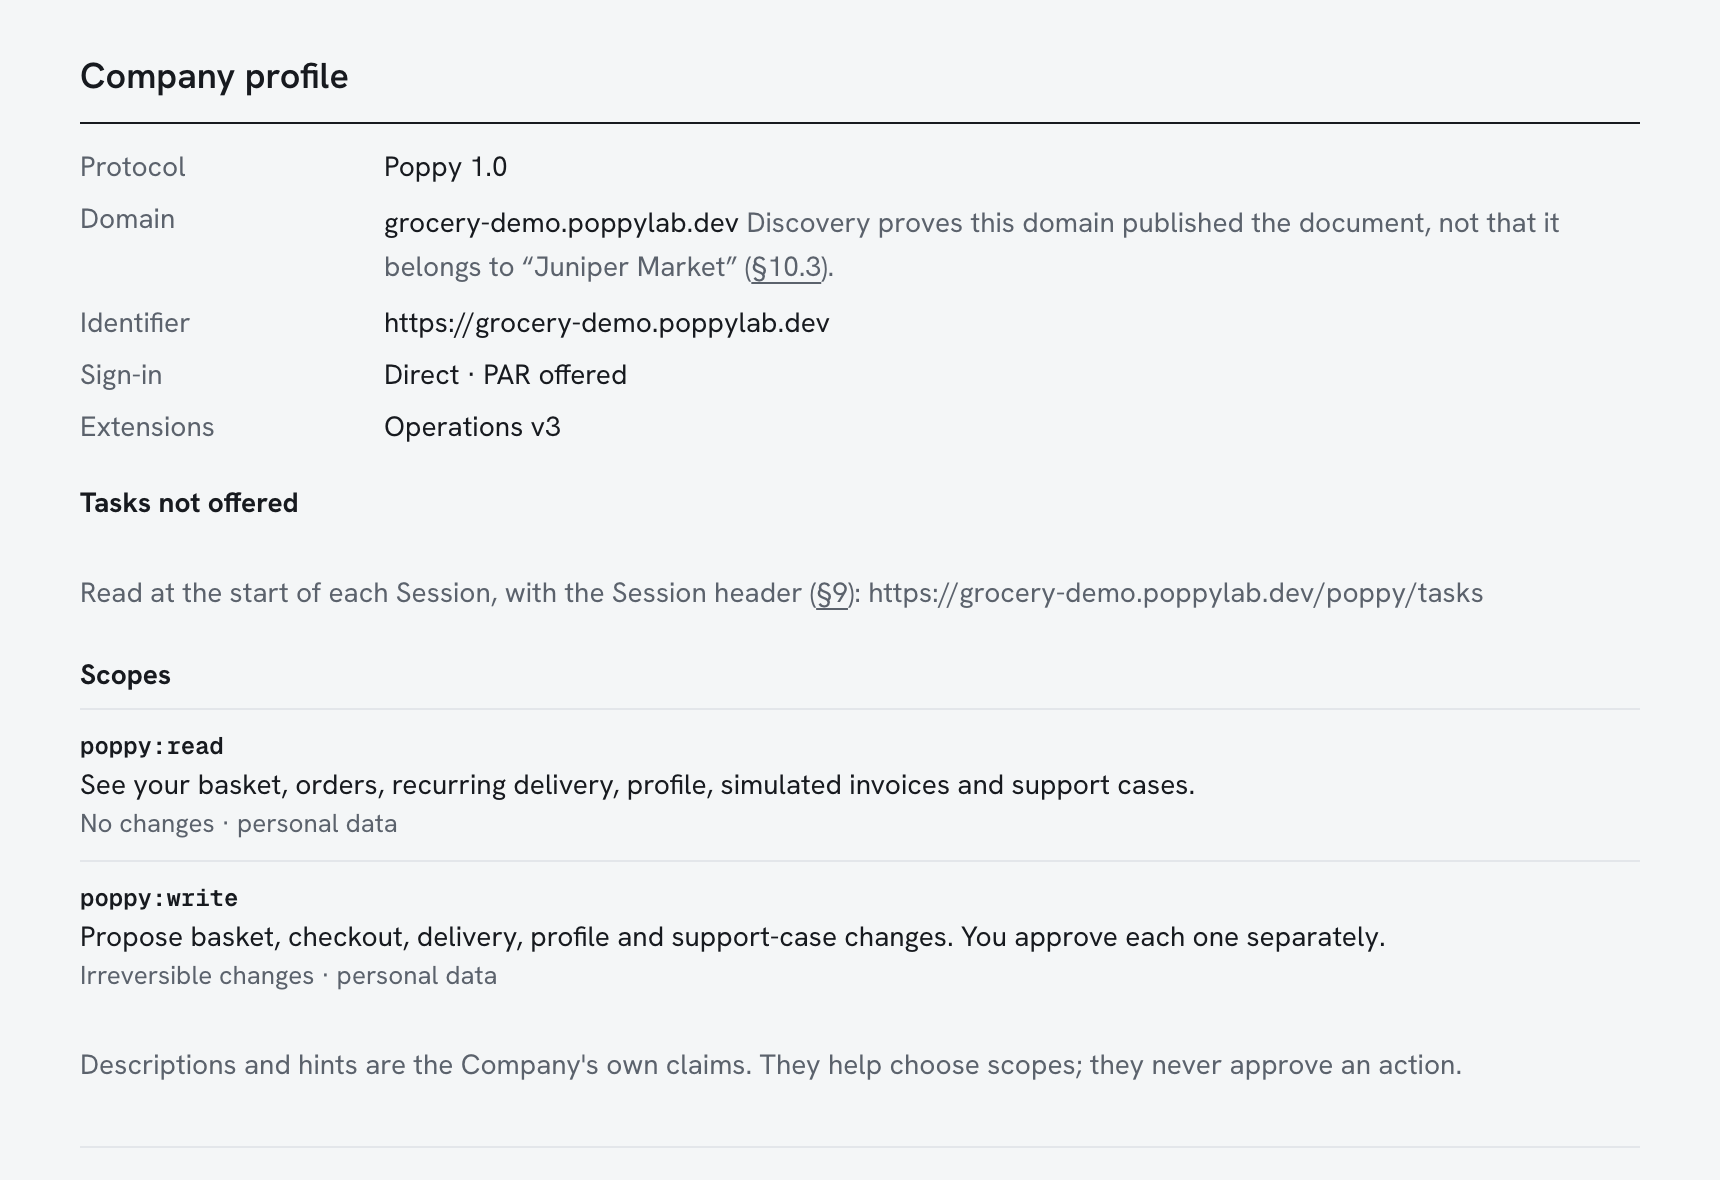 Company profile
Protocol
Poppy 1.0
Domain
grocery-demo.poppylab.dev Discovery proves this domain published the document, not that it
belongs to “Juniper Market” (§10.3).
Identifier
https://grocery-demo.poppylab.dev
Sign-in
Direct · PAR offered
Extensions
Operations v3
Tasks not offered
Read at the start of each Session, with the Session header (§9): https://grocery-demo.poppylab.dev/poppy/tasks
Scopes
poppy:read
See your basket, orders, recurring delivery, profile, simulated invoices and support cases.
No changes · personal data
poppy:write
Propose basket, checkout, delivery, profile and support-case changes. You approve each one separately.
Irreversible changes · personal data
Descriptions and hints are the Company's own claims. They help choose scopes; they never approve an action.